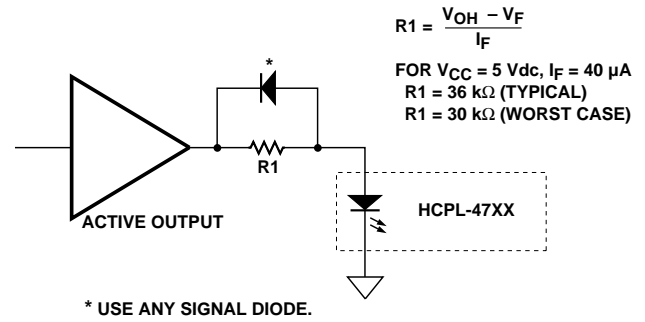 R1 = V_OH – V_F / I_F
FOR V_CC = 5 Vdc, I_F = 40 µA
R1 = 36 kΩ (TYPICAL)
R1 = 30 kΩ (WORST CASE)
*
R1
HCPL-47XX
ACTIVE OUTPUT
* USE ANY SIGNAL DIODE.